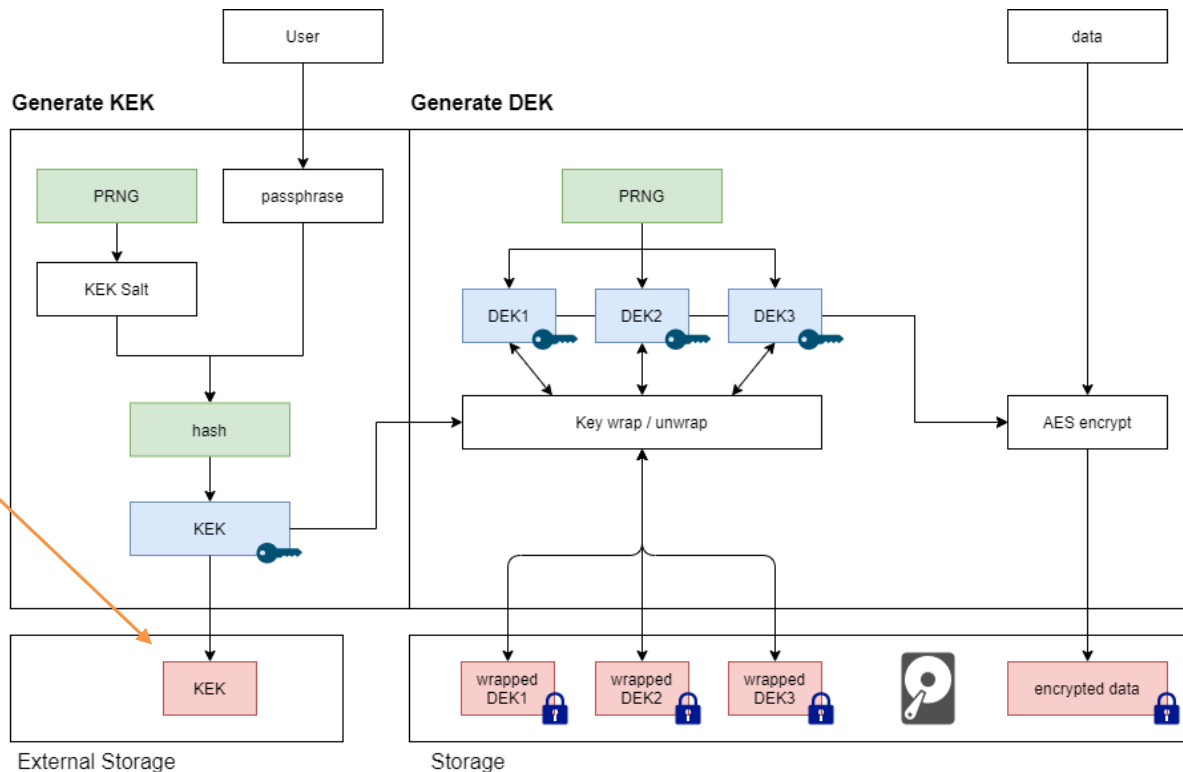 User
data
Generate KEK
Generate DEK
PRNG
passphrase
PRNG
KEK Salt
DEK1
DEK2
DEK3
hash
Key wrap / unwrap
AES encrypt
KEK
KEK
wrapped
DEK1
wrapped
DEK2
wrapped
DEK3
encrypted data
External Storage
Storage